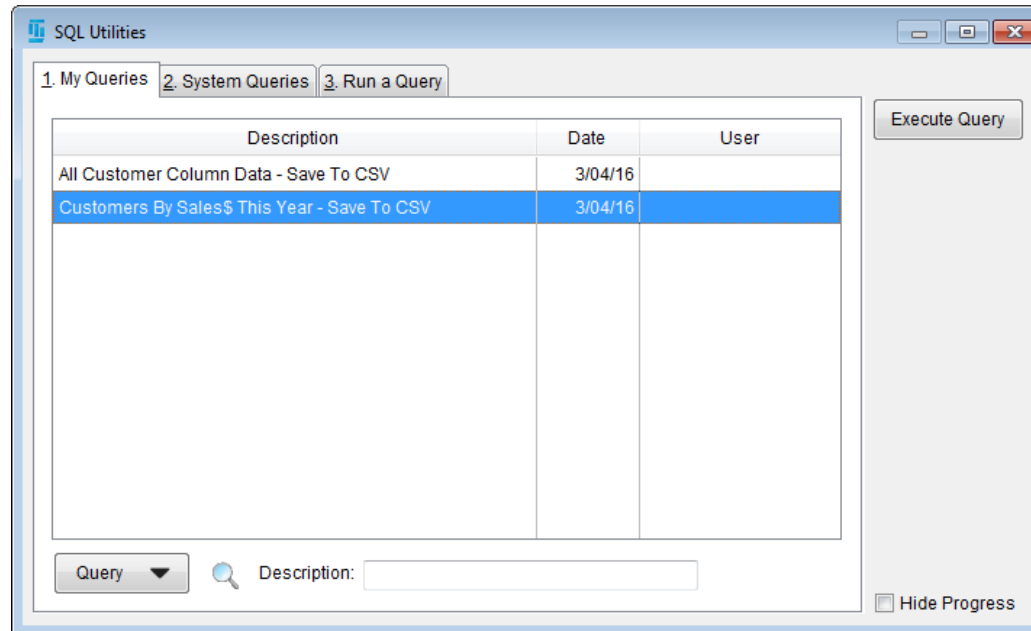 SQL Utilities
1. My Queries 2. System Queries 3. Run a Query
Execute Query
Description Date User
All Customer Column Data - Save To CSV 3/04/16
Customers By Sales$ This Year - Save To CSV 3/04/16
Query Description:
Hide Progress